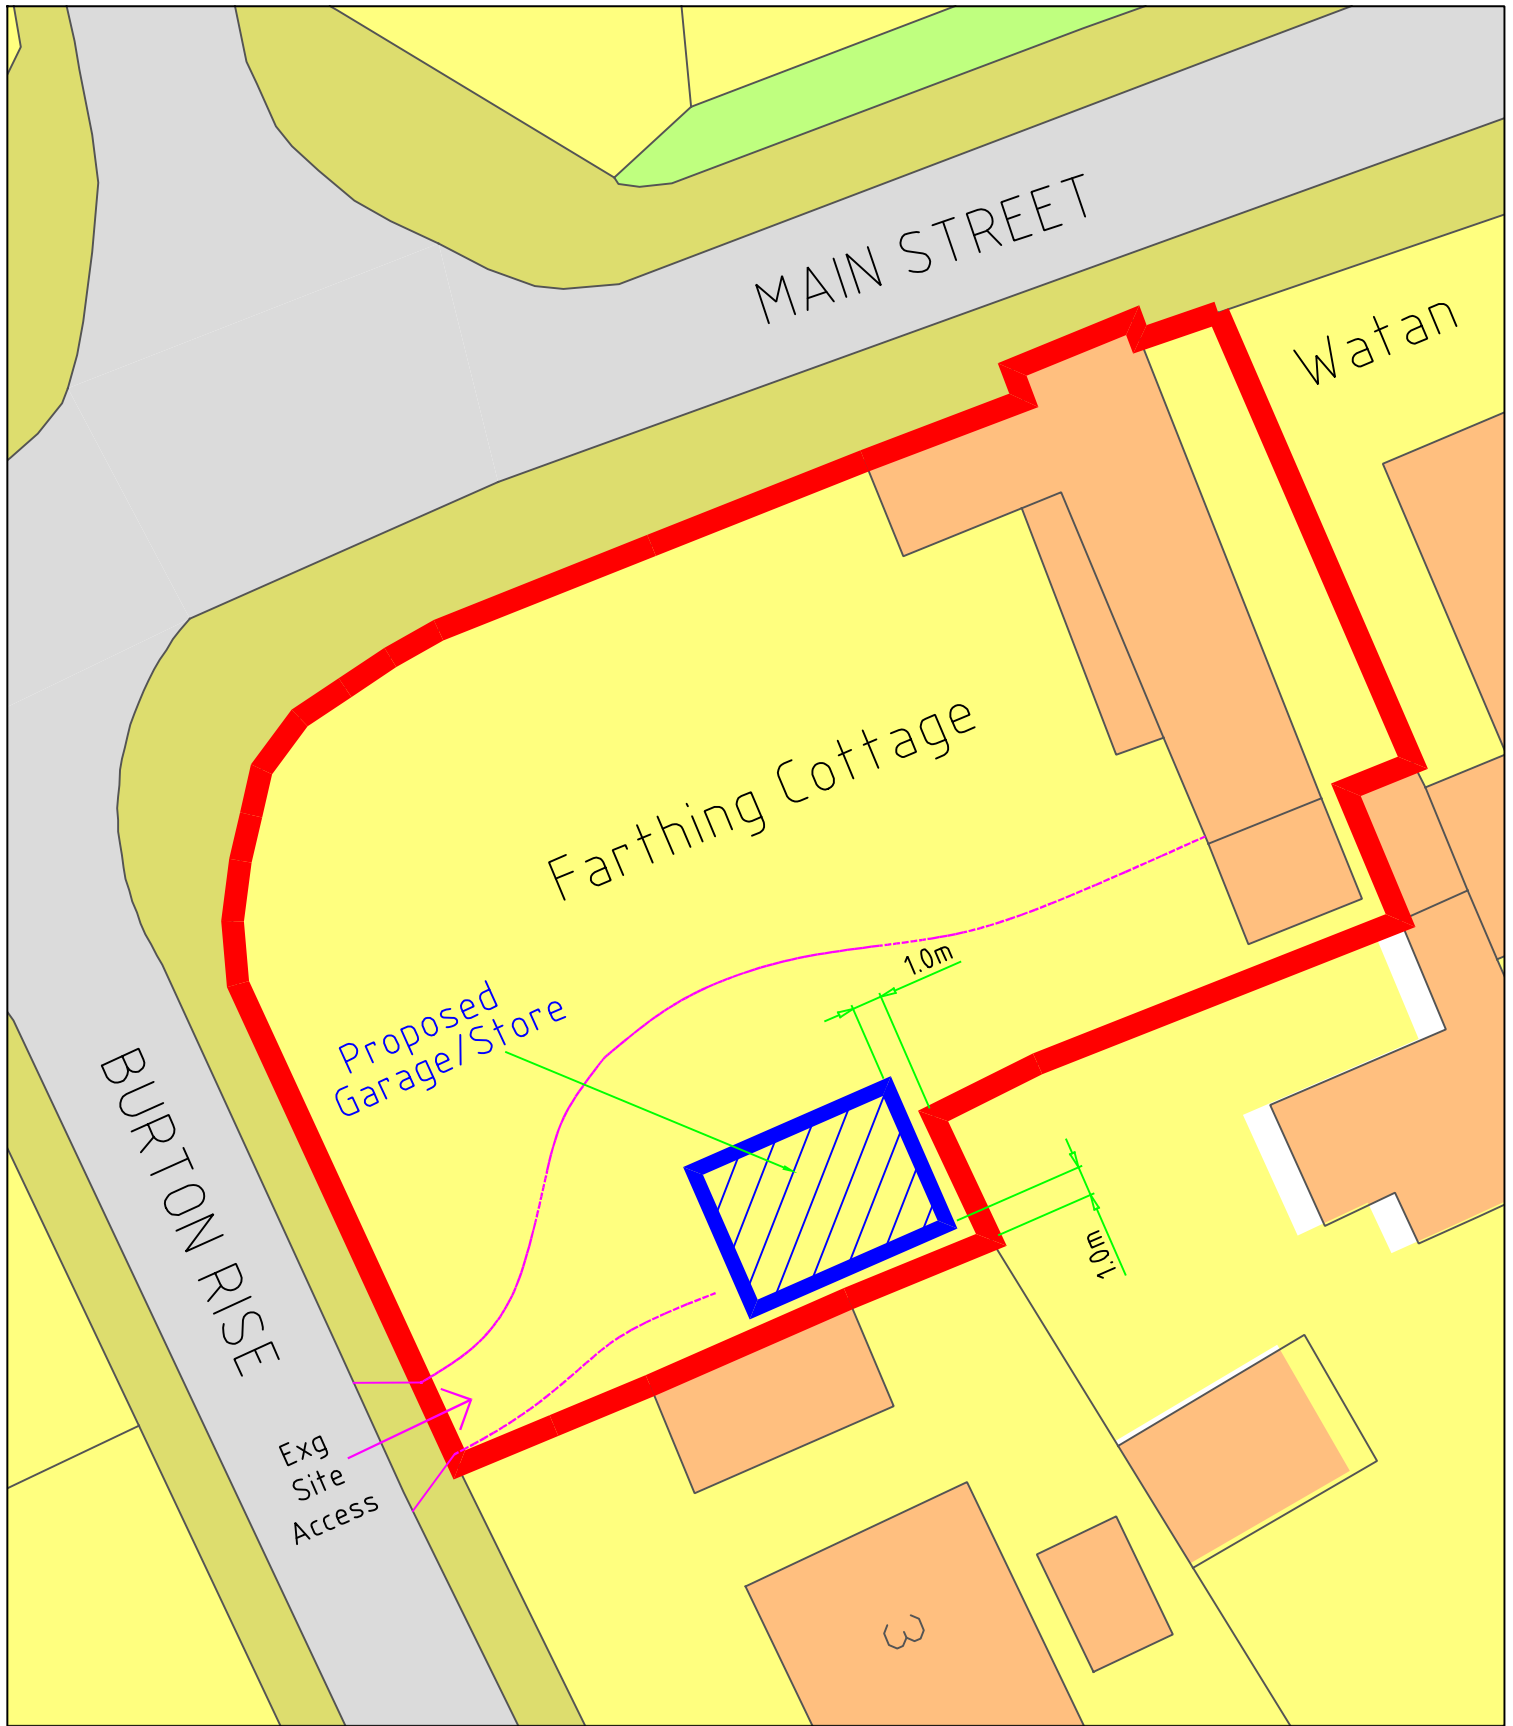 MAIN STREET
Watan
Farthing Cottage
1.0m
Proposed
Garage/Store
BURTON RISE
1.0m
Exg
Site
Access
3